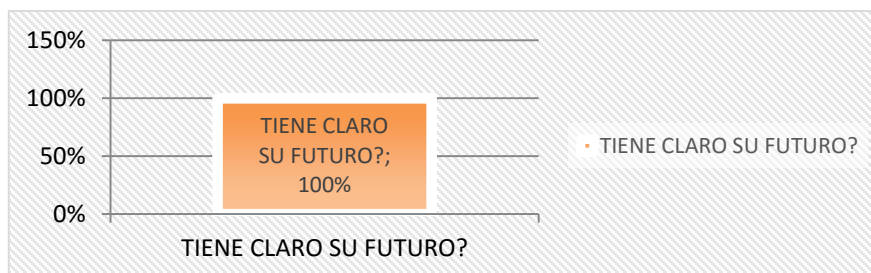 150%
100%
50%
0%
TIENE CLARO
SU FUTURO?;
100%
TIENE CLARO SU FUTURO?
TIENE CLARO SU FUTURO?